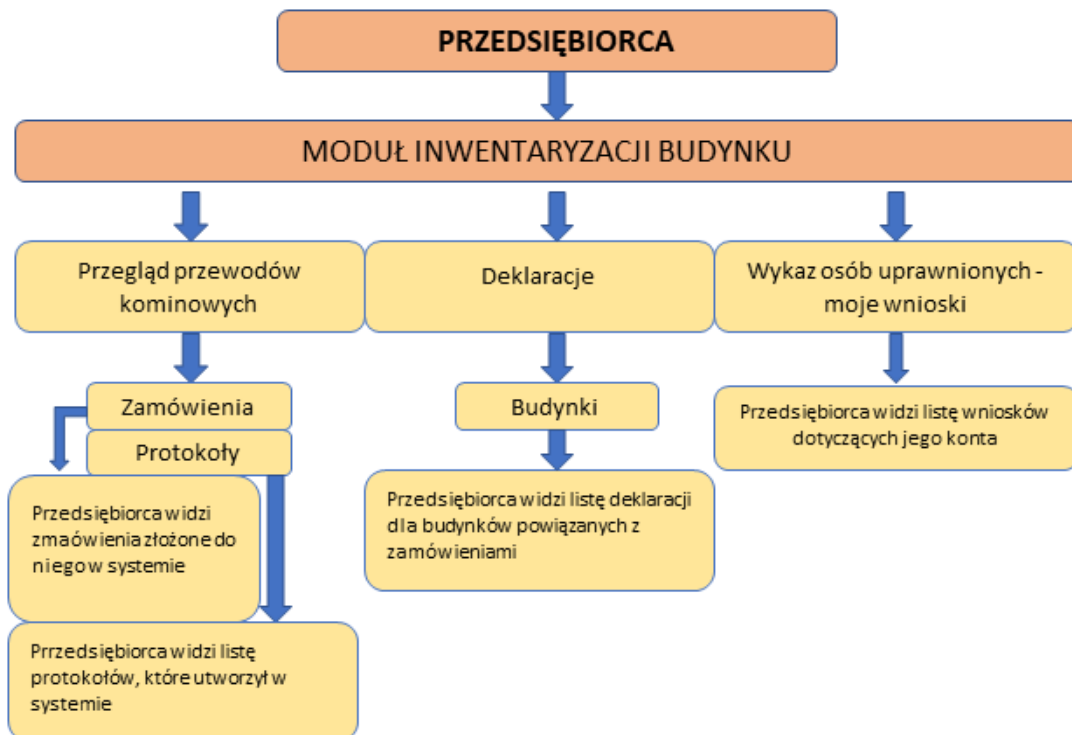 PRZEDSIĘBIORCA
MODUŁ INWENTARYZACJI BUDYNKU
Przegląd przewodów
kominowych
Deklaracje
Wykaz osób uprawnionych -
moje wnioski
Zamówienia
Protokoły
Budynki
Przedsiębiorca widzi listę wniosków
dotyczących jego konta
Przedsiębiorca widzi
zmaówienia złożone do
niego w systemie
Przedsiębiorca widzi listę deklaracji
dla budynków powiązanych z
zamówieniami
Prrzedsiębiorca widzi listę
protokołów, które utworzył w
systemie